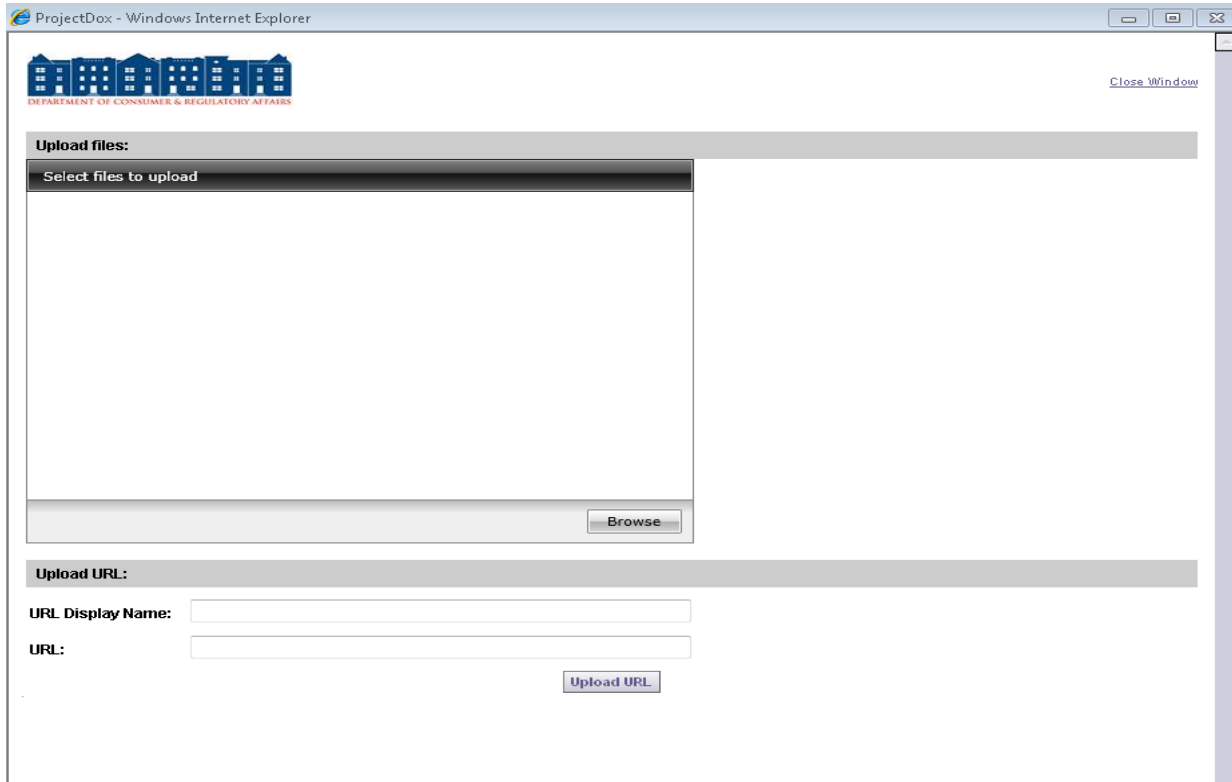 ProjectDox - Windows Internet Explorer
DEPARTMENT OF CONSUMER & REGULATORY AFFAIRS
Close Window
Upload files:
Select files to upload
Browse
Upload URL:
URL Display Name:
URL:
Upload URL